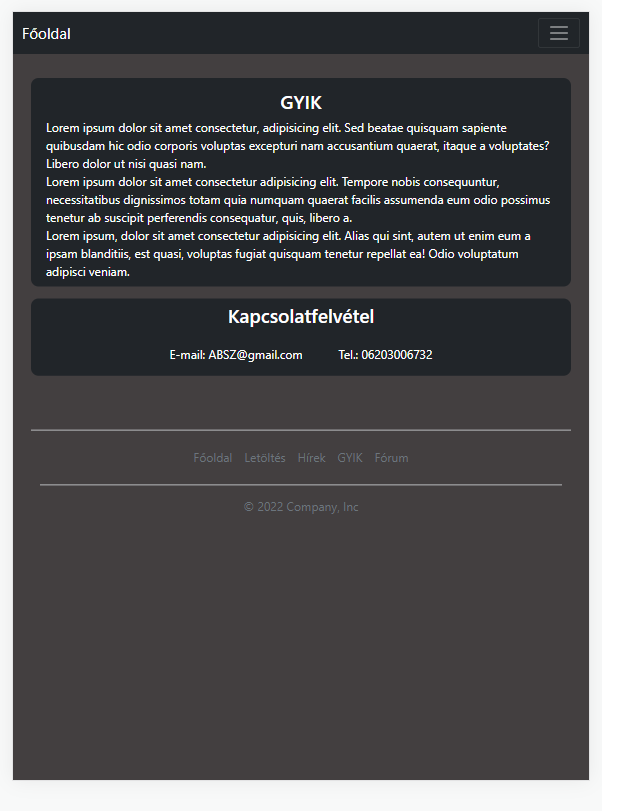 Főoldal
GYIK
Lorem ipsum dolor sit amet consectetur, adipisicing elit. Sed beatae quisquam sapiente
quibusdam hic odio corporis voluptas excepturi nam accusantium quaerat, itaque a voluptates?
Libero dolor ut nisi quasi nam.
Lorem ipsum dolor sit amet consectetur adipisicing elit. Tempore nobis consequuntur,
necessitatibus dignissimos totam quia numquam quaerat facilis assumenda eum odio possimus
tenetur ab suscipit perferendis consequatur, quis, libero a.
Lorem ipsum, dolor sit amet consectetur adipisicing elit. Alias qui sint, autem ut enim eum a
ipsam blanditiis, est quasi, voluptas fugiat quisquam tenetur repellat ea! Odio voluptatum
adipisci veniam.
Kapcsolatfelvétel
E-mail: ABSZ@gmail.com Tel.: 06203006732
Főoldal Letöltés Hírek GYIK Fórum
© 2022 Company, Inc